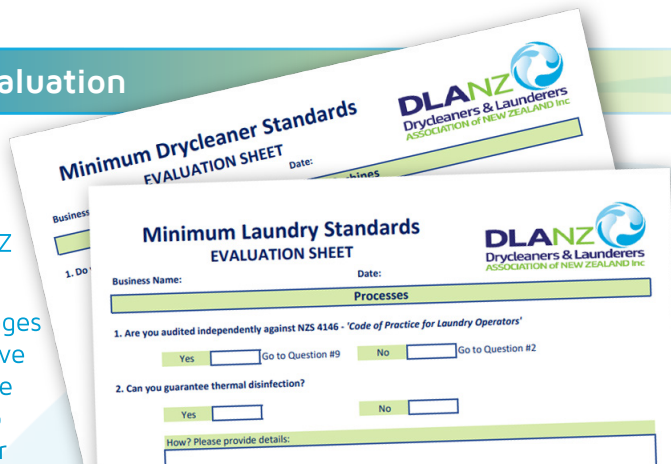 aluation
Minimum Drycleaner Standards
EVALUATION SHEET
Date:
DLANZ
Drycleaners & Launderers
ASSOCIATION of NEW ZEALAND Inc
Business
1. Do
Z
ges
ve
e
r
Minimum Laundry Standards
EVALUATION SHEET
DLANZ
Drycleaners & Launderers
ASSOCIATION of NEW ZEALAND Inc
Business Name: Date:
Processes
1. Are you audited independently against NZS 4146 - 'Code of Practice for Laundry Operators'
Yes Go to Question #9 No Go to Question #2
2. Can you guarantee thermal disinfection?
Yes No
How? Please provide details: